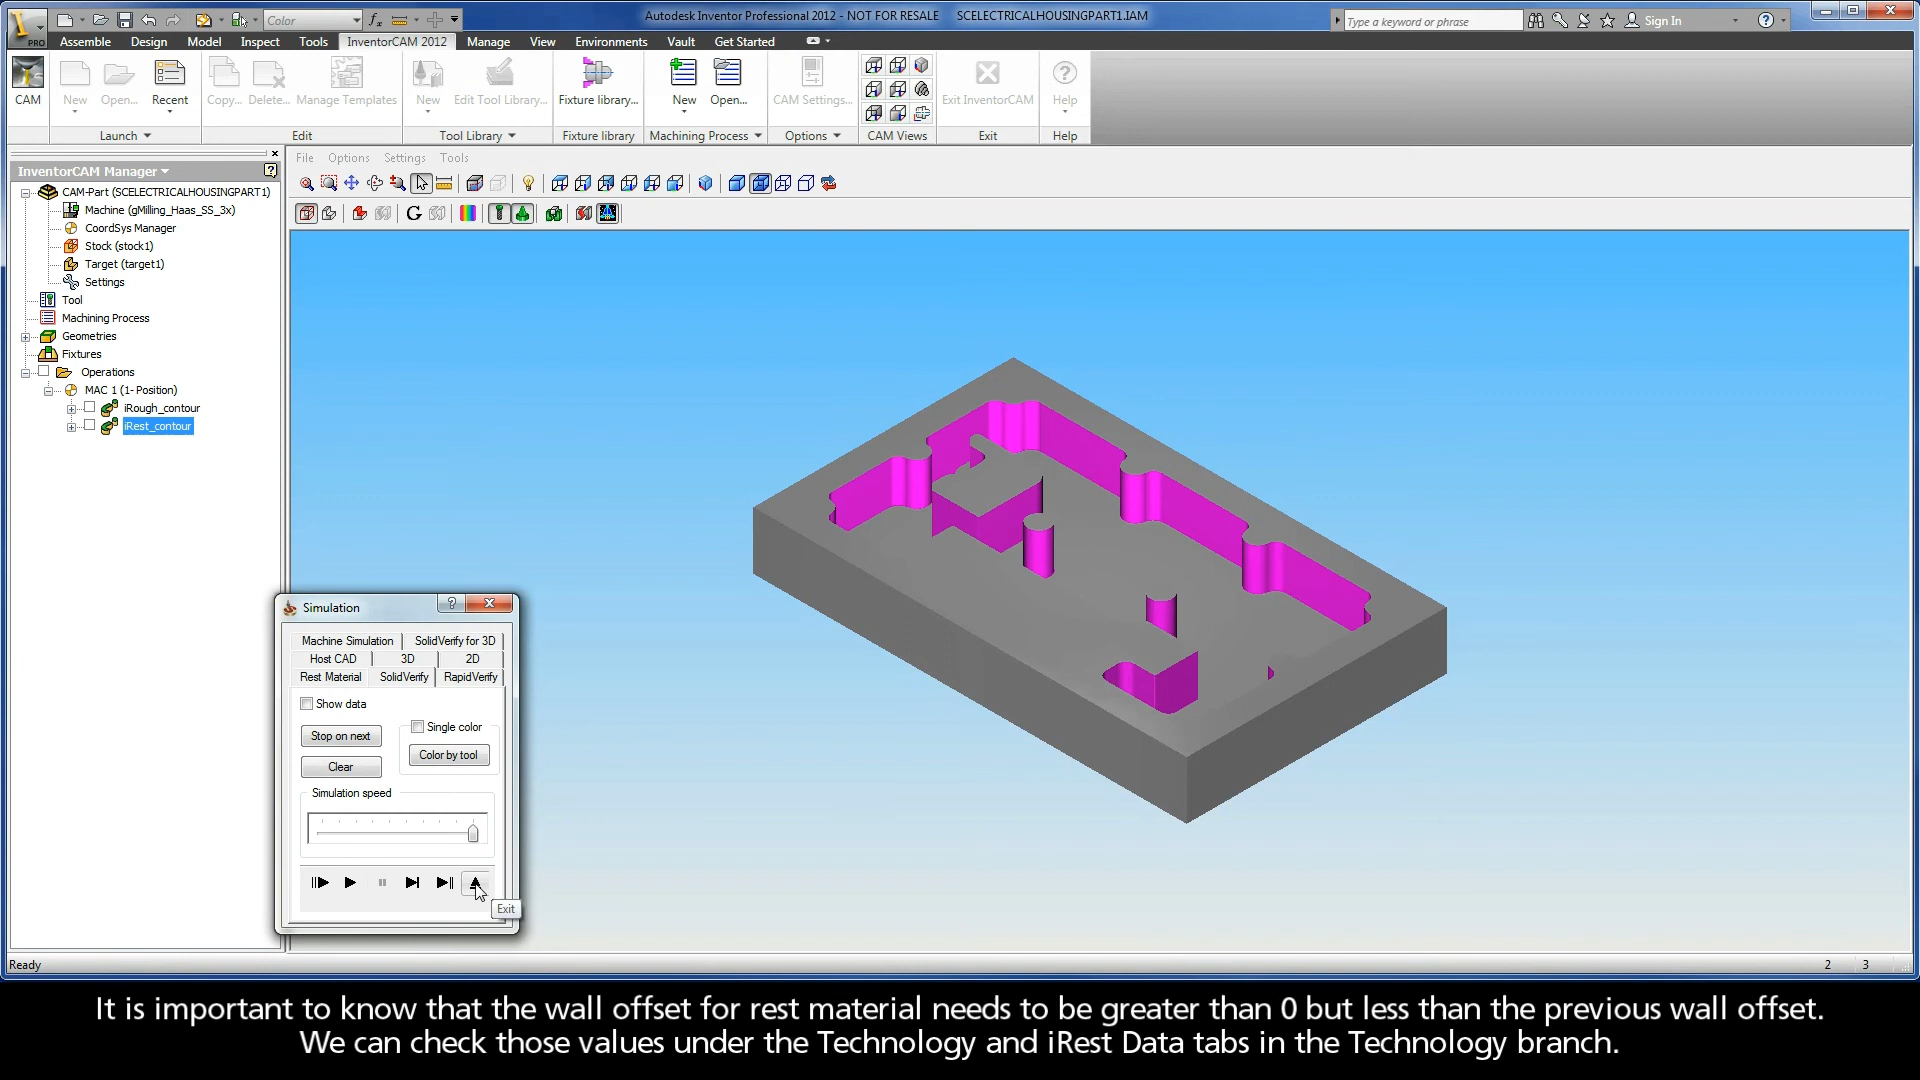 Autodesk Inventor Professional 2012 - NOT FOR RESALE   SCELECTRICALHOUSINGPART1.IAM
Color
Type a keyword or phrase
Sign In
PRO
Assemble Design Model Inspect Tools InventorCAM 2012 Manage View Environments Vault Get Started
CAM New Open... Recent Copy... Delete... Manage Templates New Edit Tool Library... Fixture library... New Open... CAM Settings... Exit InventorCAM Help
Launch Edit Tool Library Fixture library Machining Process Options CAM Views Exit Help
InventorCAM Manager
File Options Settings Tools
CAM-Part (SCELECTRICALHOUSINGPART1)
Machine (gMilling_Haas_SS_3x)
CoordSys Manager
Stock (stock1)
Target (target1)
Settings
Tool
Machining Process
Geometries
Fixtures
Operations
MAC 1 (1- Position)
iRough_contour
iRest_contour
Simulation
Machine Simulation SolidVerify for 3D
Host CAD 3D 2D
Rest Material SolidVerify RapidVerify
Show data
Stop on next
Single color
Clear
Color by tool
Simulation speed
Exit
Ready
2 3
It is important to know that the wall offset for rest material needs to be greater than 0 but less than the previous wall offset.
We can check those values under the Technology and iRest Data tabs in the Technology branch.